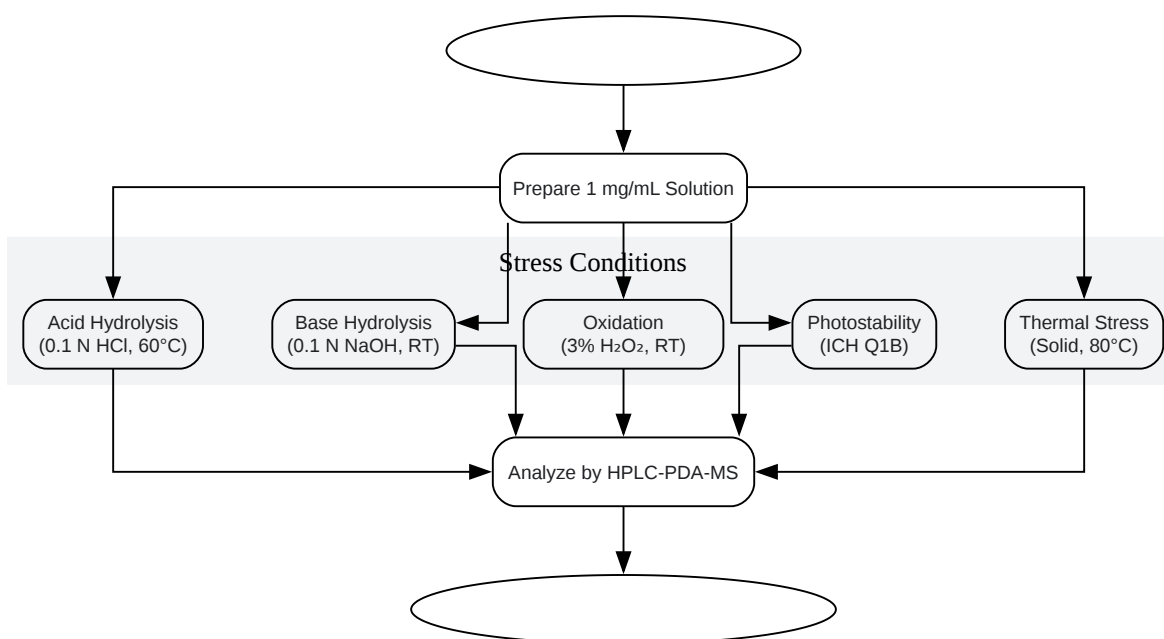 Prepare 1 mg/mL Solution
Stress Conditions
Acid Hydrolysis
(0.1 N HCl, 60°C)
Base Hydrolysis
(0.1 N NaOH, RT)
Oxidation
(3% H₂O₂, RT)
Photostability
(ICH Q1B)
Thermal Stress
(Solid, 80°C)
Analyze by HPLC-PDA-MS